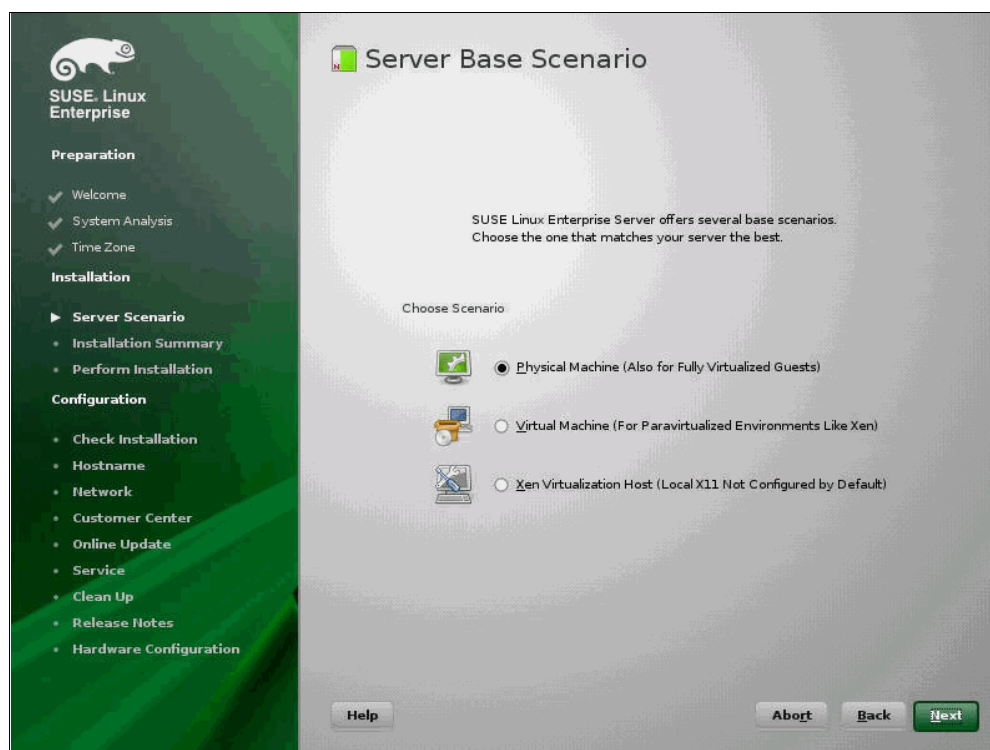 SUSE. Linux
Enterprise
Preparation
Welcome
System Analysis
Time Zone
Installation
Server Scenario
Installation Summary
Perform Installation
Configuration
Check Installation
Hostname
Network
Customer Center
Online Update
Service
Clean Up
Release Notes
Hardware Configuration
Server Base Scenario
SUSE Linux Enterprise Server offers several base scenarios.
Choose the one that matches your server the best.
Choose Scenario
Physical Machine (Also for Fully Virtualized Guests)
Virtual Machine (For Paravirtualized Environments Like Xen)
Xen Virtualization Host (Local X11 Not Configured by Default)
Help
Abort
Back
Next